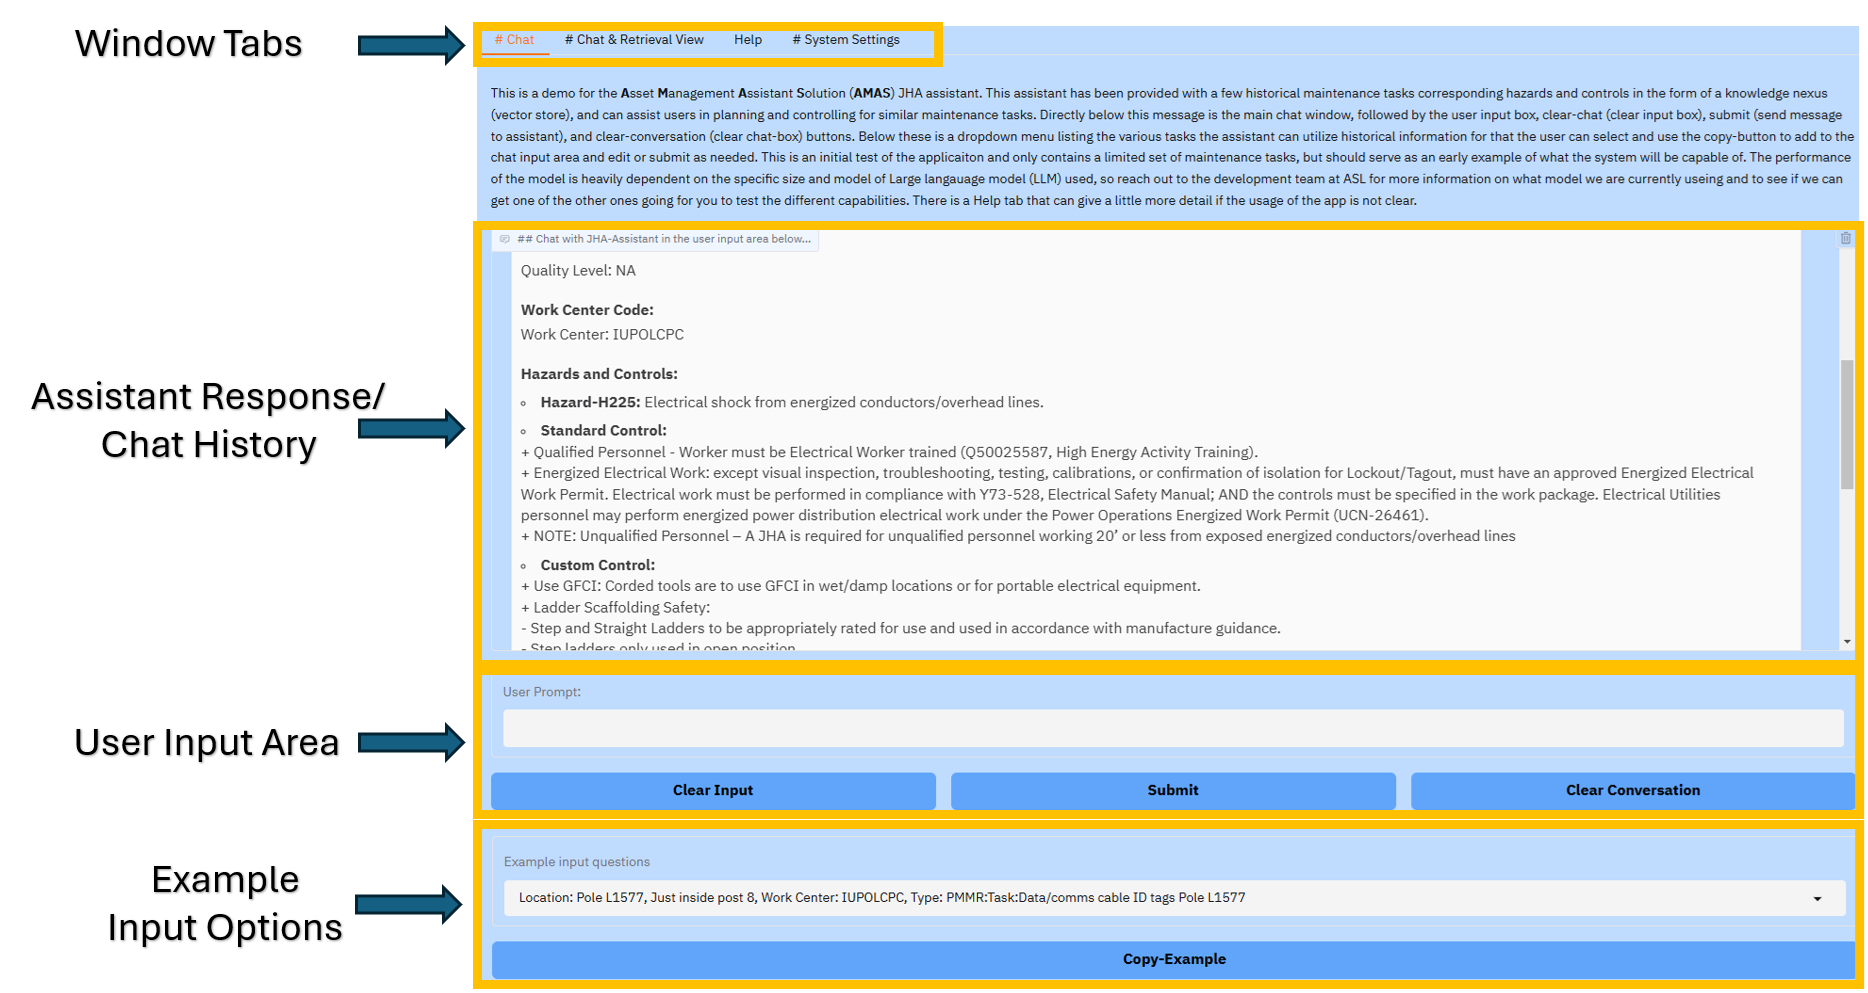 Window Tabs
# Chat
# Chat & Retrieval View
Help
# System Settings
This is a demo for the Asset Management Assistant Solution (AMAS) JHA assistant. This assistant has been provided with a few historical maintenance tasks corresponding hazards and controls in the form of a knowledge nexus
(vector store), and can assist users in planning and controlling for similar maintenance tasks. Directly below this message is the main chat window, followed by the user input box, clear-chat (clear input box), submit (send message
to assistant), and clear-conversation (clear chat-box) buttons. Below these is a dropdown menu listing the various tasks the assistant can utilize historical information for that the user can select and use the copy-button to add to the
chat input area and edit or submit as needed. This is an initial test of the applicaiton and only contains a limited set of maintenance tasks, but should serve as an early example of what the system will be capable of. The performance
of the model is heavily dependent on the specific size and model of Large langauage model (LLM) used, so reach out to the development team at ASL for more information on what model we are currently useing and to see if we can
get one of the other ones going for you to test the different capabilities. There is a Help tab that can give a little more detail if the usage of the app is not clear.
Assistant Response/
Chat History
## Chat with JHA-Assistant in the user input area below...
Quality Level: NA
Work Center Code:
Work Center: IUPOLCPC
Hazards and Controls:
◦ Hazard-H225: Electrical shock from energized conductors/overhead lines.
◦ Standard Control:
+ Qualified Personnel - Worker must be Electrical Worker trained (Q50025587, High Energy Activity Training).
+ Energized Electrical Work: except visual inspection, troubleshooting, testing, calibrations, or confirmation of isolation for Lockout/Tagout, must have an approved Energized Electrical
Work Permit. Electrical work must be performed in compliance with Y73-528, Electrical Safety Manual; AND the controls must be specified in the work package. Electrical Utilities
personnel may perform energized power distribution electrical work under the Power Operations Energized Work Permit (UCN-26461).
+ NOTE: Unqualified Personnel – A JHA is required for unqualified personnel working 20’ or less from exposed energized conductors/overhead lines
◦ Custom Control:
+ Use GFCI: Corded tools are to use GFCI in wet/damp locations or for portable electrical equipment.
+ Ladder Scaffolding Safety:
- Step and Straight Ladders to be appropriately rated for use and used in accordance with manufacture guidance.
- Step ladders only used in open position
User Input Area
User Prompt:
Clear Input
Submit
Clear Conversation
Example
Input Options
Example input questions
Location: Pole L1577, Just inside post 8, Work Center: IUPOLCPC, Type: PMMR:Task:Data/comms cable ID tags Pole L1577
Copy-Example